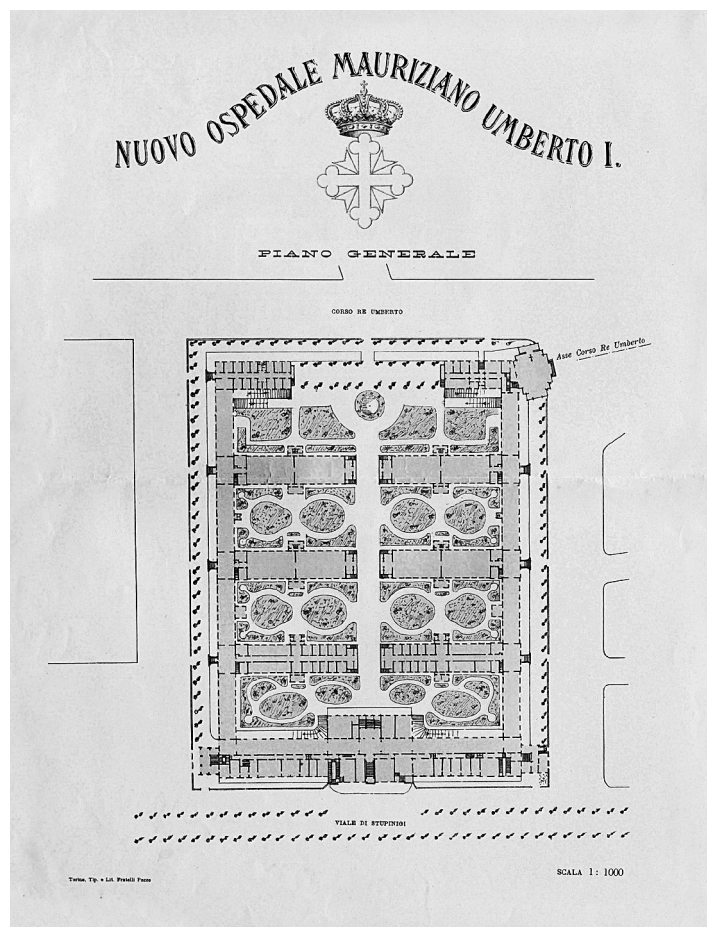 NUOVO OSPEDALE MAURIZIANO UMBERTO I.
PIANO GENERALE
CORSO RE UMBERTO
Asse Corso Re Umberto
VIALE DI STUPINIGI
SCALA 1 : 1000
Torino, Tip. e Lit. Fratelli Pozzo